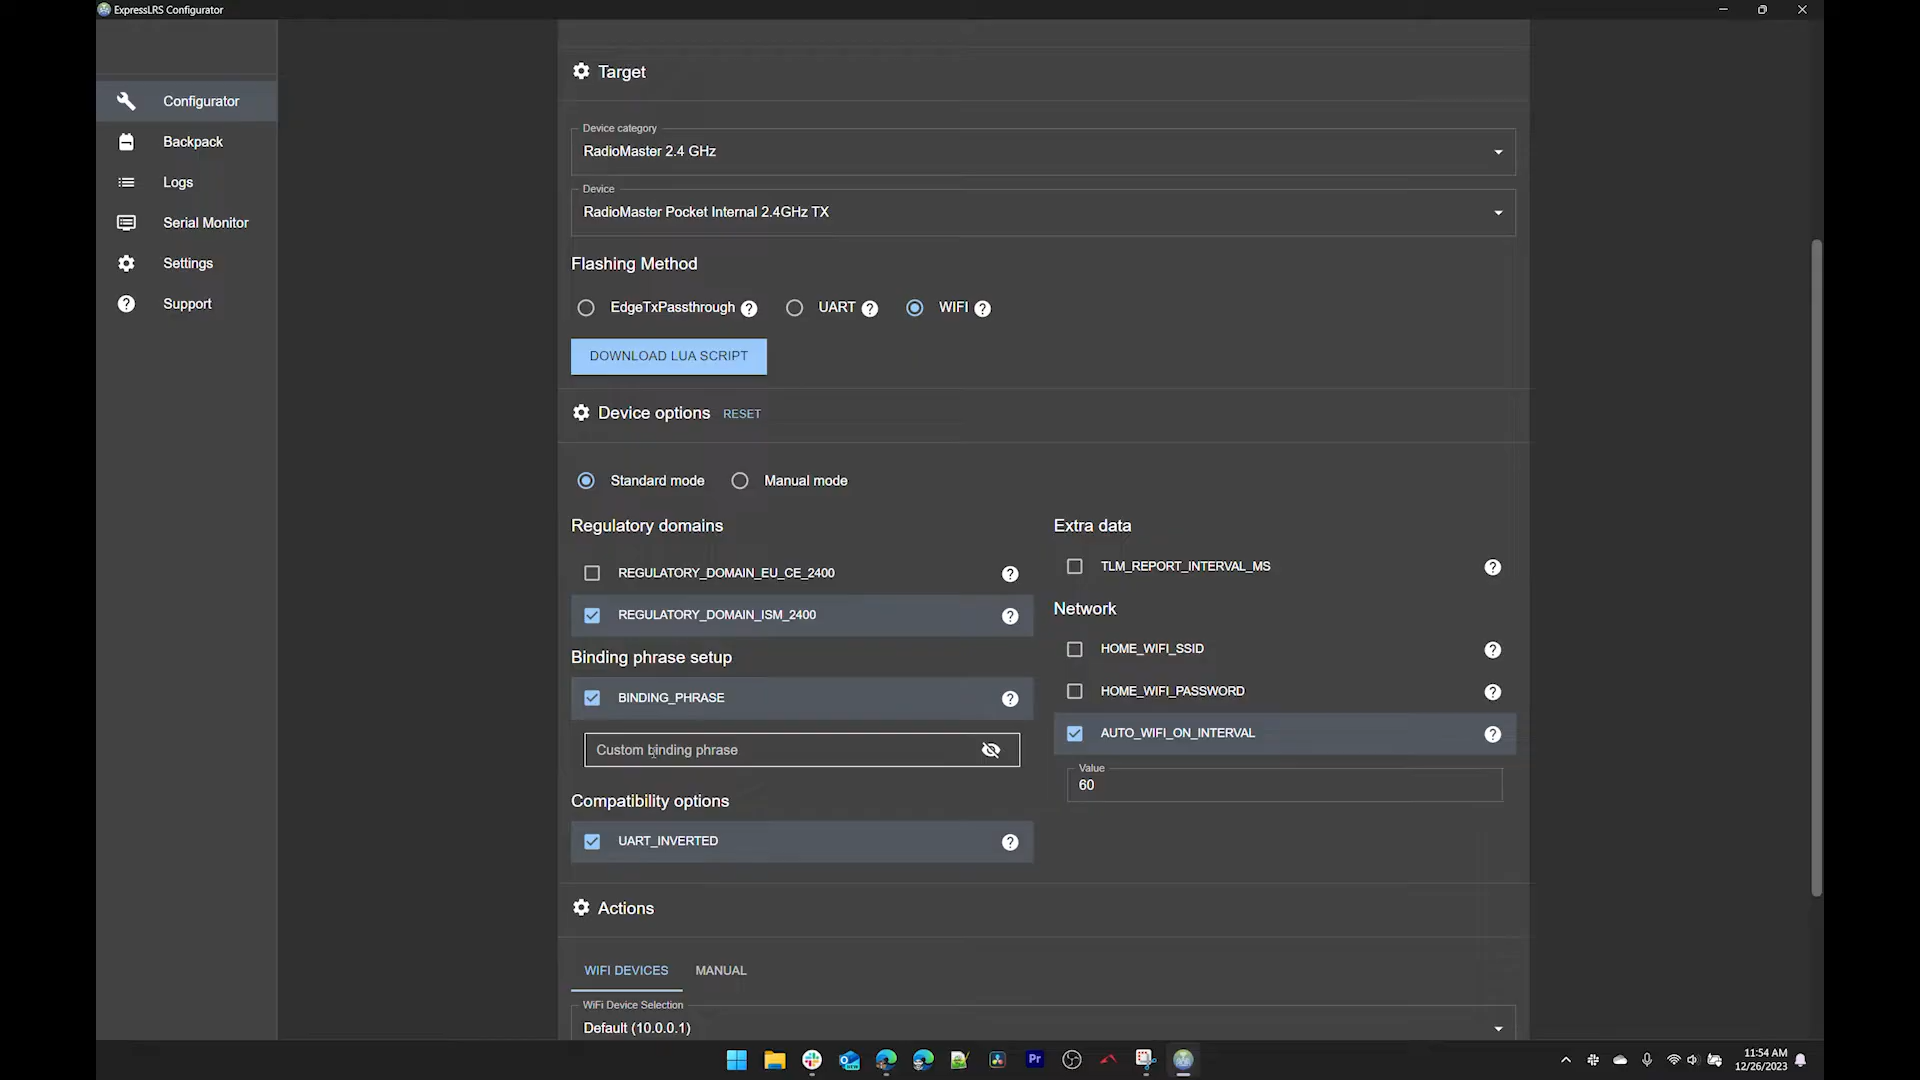 ExpressLRS Configurator
Configurator
Backpack
Logs
Serial Monitor
Settings
Support
Target
Device category
RadioMaster 2.4 GHz
Device
RadioMaster Pocket Internal 2.4GHz TX
Flashing Method
EdgeTxPassthrough
UART
WIFI
DOWNLOAD LUA SCRIPT
Device options RESET
Standard mode
Manual mode
Regulatory domains
REGULATORY_DOMAIN_EU_CE_2400
REGULATORY_DOMAIN_ISM_2400
Binding phrase setup
BINDING_PHRASE
Custom binding phrase
Compatibility options
UART_INVERTED
Extra data
TLM_REPORT_INTERVAL_MS
Network
HOME_WIFI_SSID
HOME_WIFI_PASSWORD
AUTO_WIFI_ON_INTERVAL
Value
60
Actions
WIFI DEVICES
MANUAL
WiFi Device Selection
Default (10.0.0.1)
Pr
11:54 AM
12/26/2023